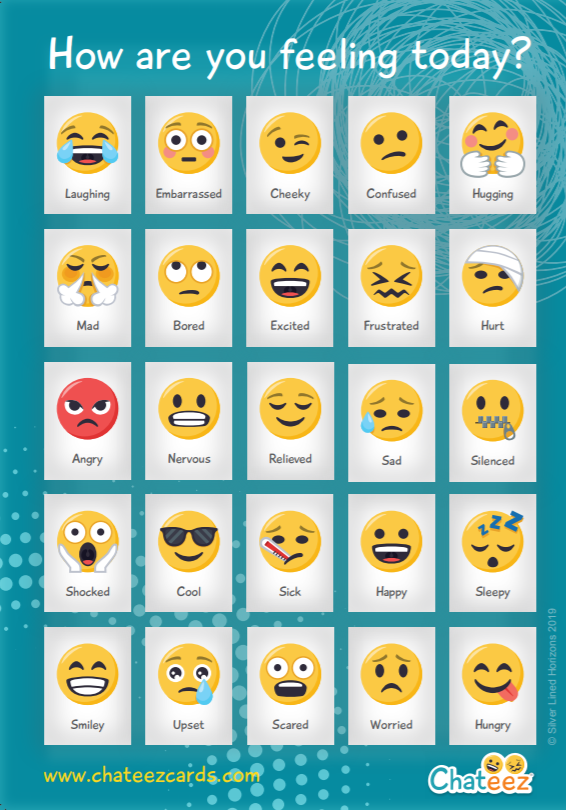 How are you feeling today?
Laughing Embarrassed Cheeky Confused Hugging
zzz
Mad Bored Excited Frustrated Hurt
Angry Nervous Relieved Sad Silenced
Shocked Cool Sick Happy Sleepy
Smiley Upset Scared Worried Hungry
© Silver Lined Horizons 2019
www.chateezcards.com
Chateez